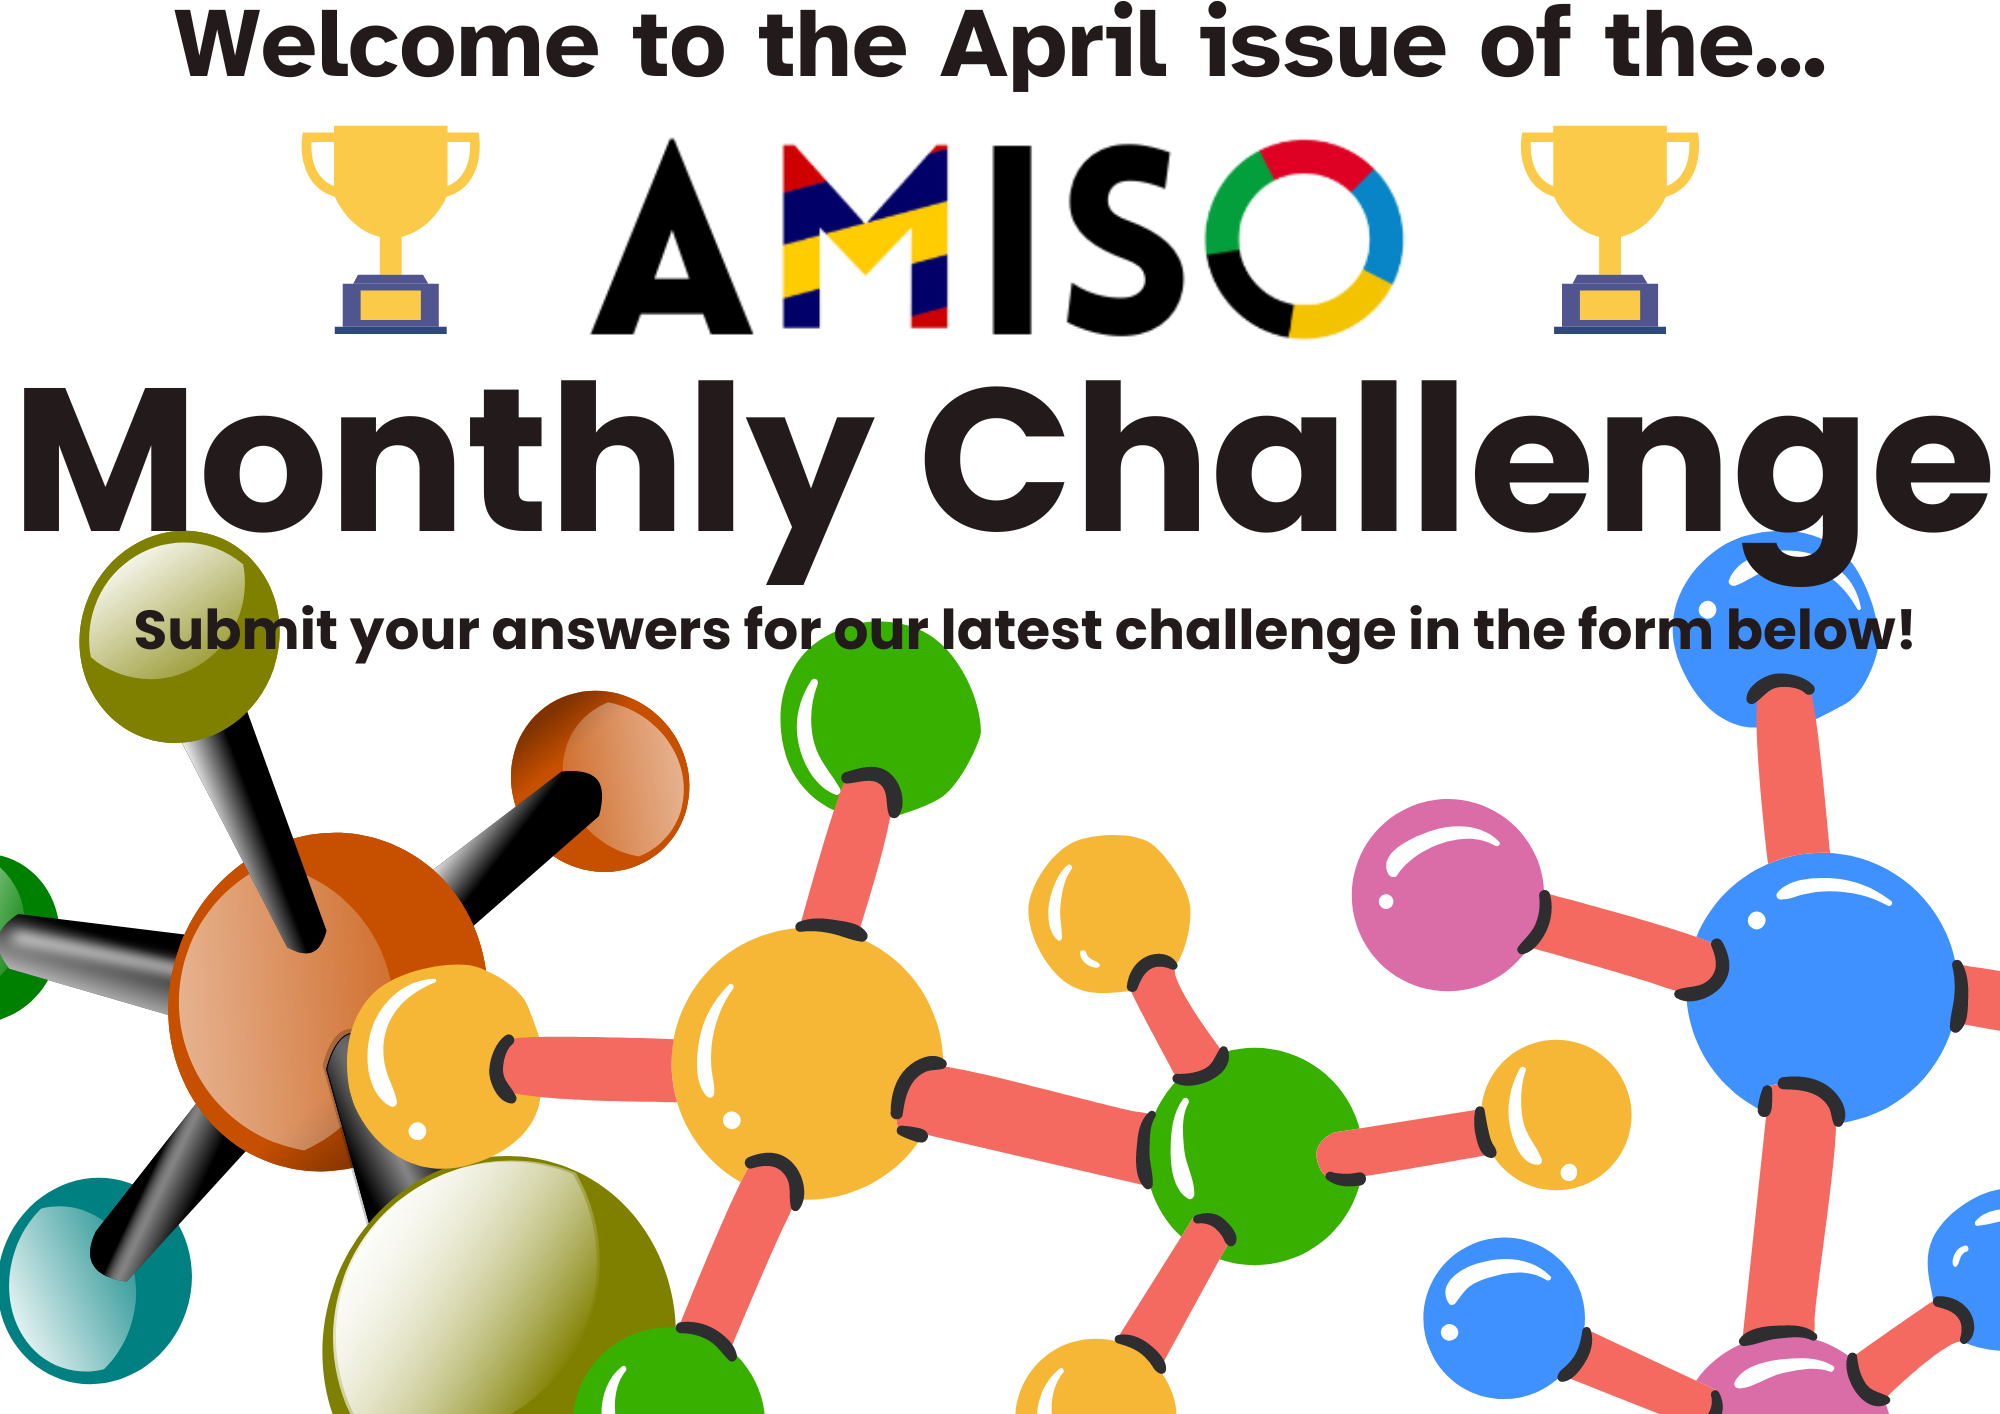 Welcome to the April issue of the...
AMISO
Monthly Challenge
Submit your answers for our latest challenge in the form below!